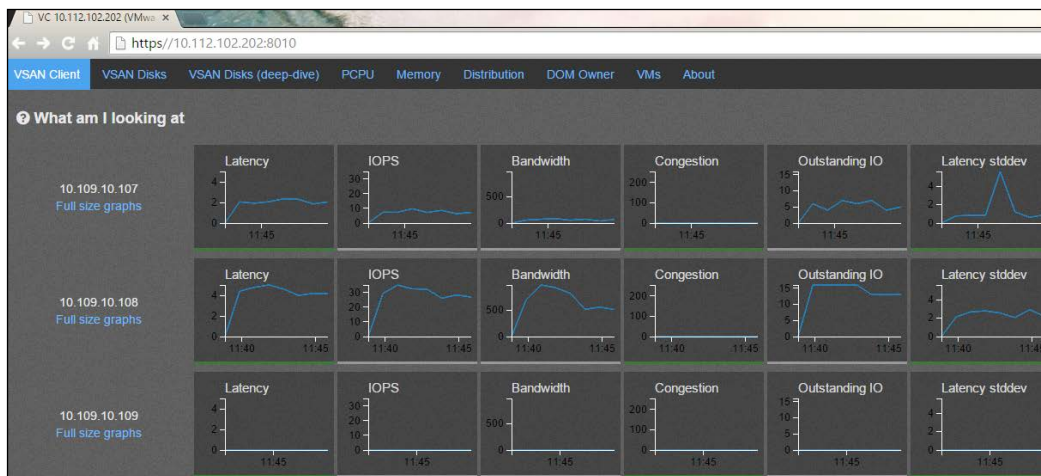 VC 10.112.102.202 (VMwa ×
https//10.112.102.202:8010
VSAN Client VSAN Disks VSAN Disks (deep-dive) PCPU Memory Distribution DOM Owner VMs About
? What am I looking at
Latency IOPS Bandwidth Congestion Outstanding IO Latency stddev
10.109.10.107
Full size graphs
4 2 0 11:45
30 20 10 0 11:45
500 0 11:45
200 100 0 11:45
15 10 5 0 11:45
4 2 0 11:45
Latency IOPS Bandwidth Congestion Outstanding IO Latency stddev
10.109.10.108
Full size graphs
4 2 0 11:40 11:45
30 20 10 0 11:40 11:45
500 0 11:40 11:45
200 100 0 11:40 11:45
15 10 5 0 11:40 11:45
4 2 0 11:40 11:4
Latency IOPS Bandwidth Congestion Outstanding IO Latency stddev
10.109.10.109
Full size graphs
4 2 0 11:45
30 20 10 0 11:45
500 0 11:45
200 100 0 11:45
15 10 5 0 11:45
4 2 0 11:45